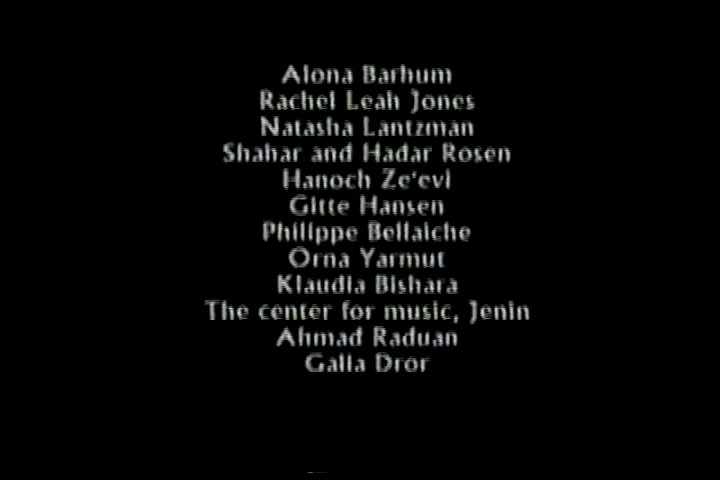 Alona Barhum
Rachel Leah Jones
Natasha Lantzman
Shahar and Hadar Rosen
Hanoch Ze'evi
Gitte Hansen
Philippe Bellaiche
Orna Yarmut
Klaudia Bishara
The center for music, Jenin
Ahmad Raduan
Galia Dror